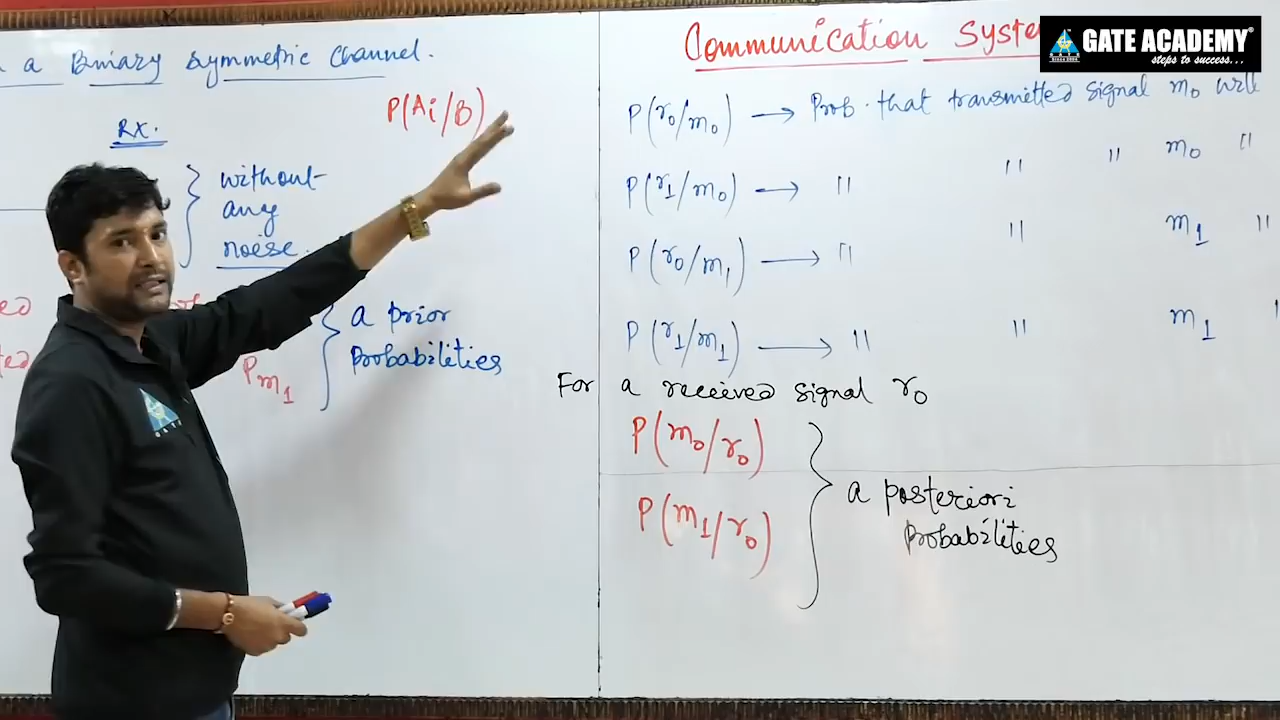 a Binary Symmetric Channel.
RX.
P(Ai/B)
without
any
noise.
a prior
Probabilities
Pm1
Communication
GATE ACADEMY
steps to success...
P(r0/m0) → Prob. that transmitted signal m0 will
P(r1/m0) → " " " m0 "
P(r0/m1) → " " m1 "
P(r1/m1) → " " m1 "
For a received signal r0
P(m0/r0)
P(m1/r0)
a posteriori
Probabilities
GATE